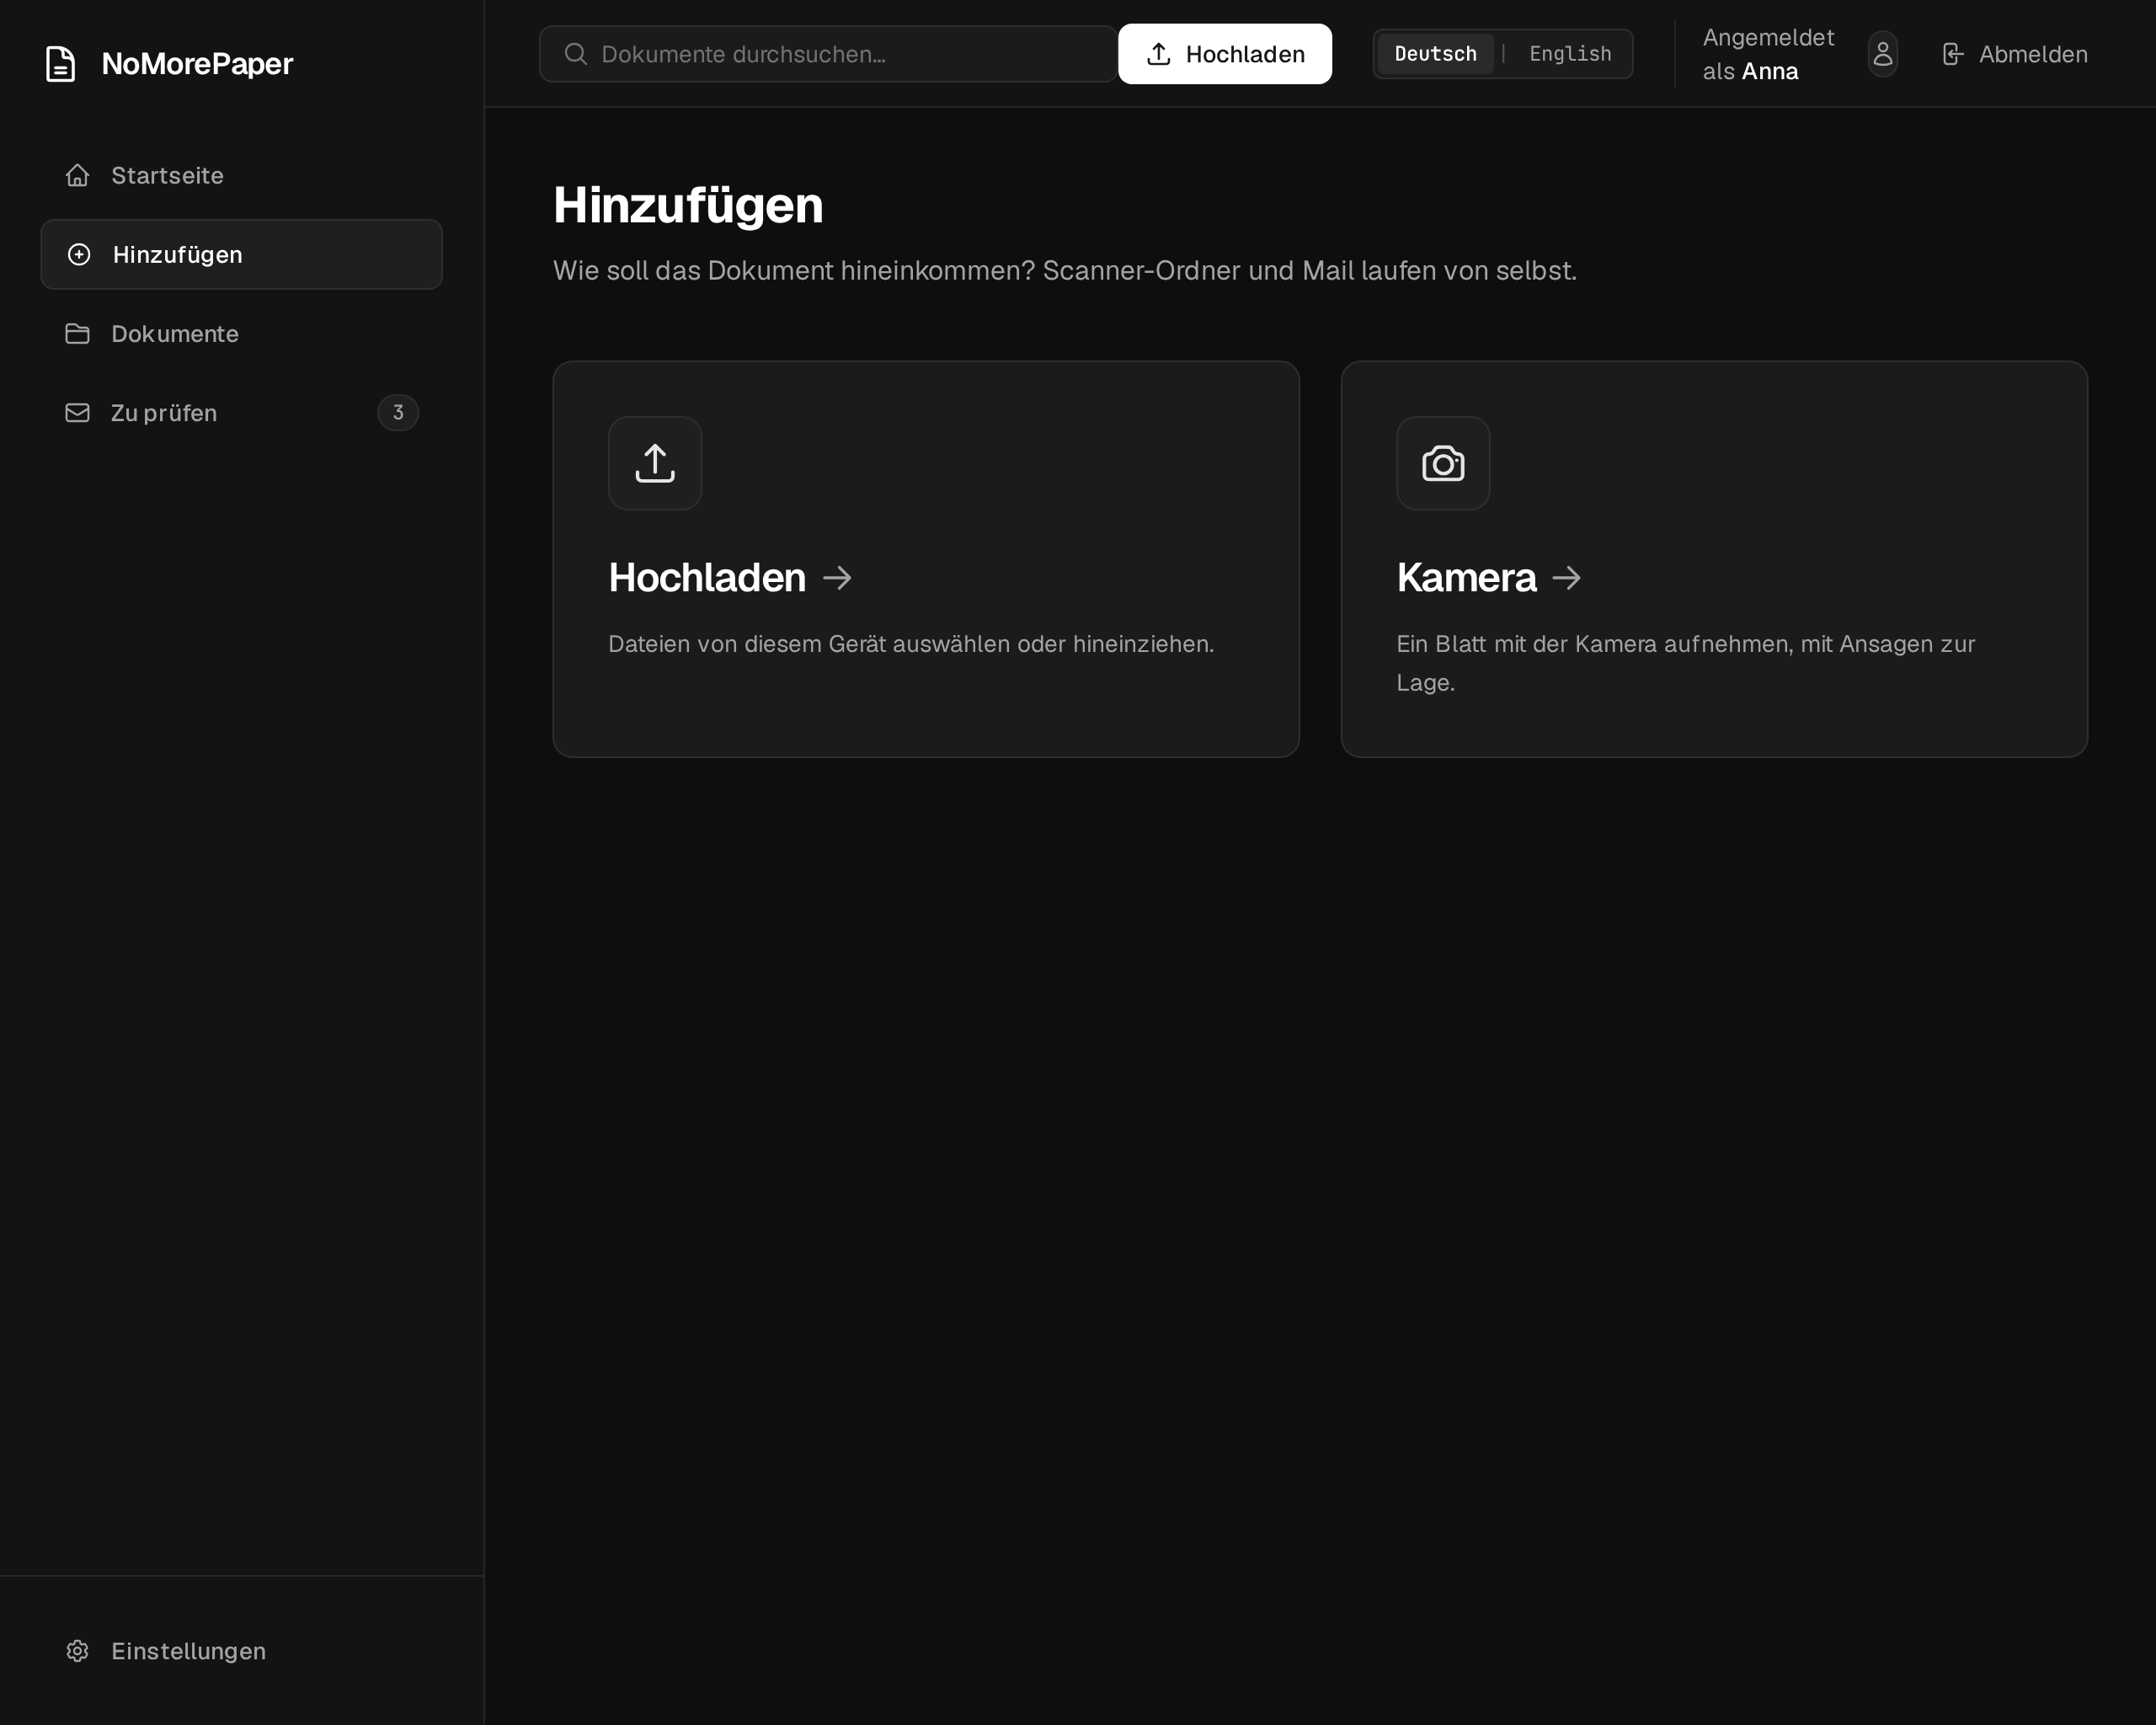 NoMorePaper
Startseite
Hinzufügen
Dokumente
Zu prüfen 3
Einstellungen
Dokumente durchsuchen...
Hochladen
Deutsch | English
Angemeldet
als Anna
Abmelden
Hinzufügen
Wie soll das Dokument hineinkommen? Scanner-Ordner und Mail laufen von selbst.
Hochladen →
Dateien von diesem Gerät auswählen oder hineinziehen.
Kamera →
Ein Blatt mit der Kamera aufnehmen, mit Ansagen zur
Lage.